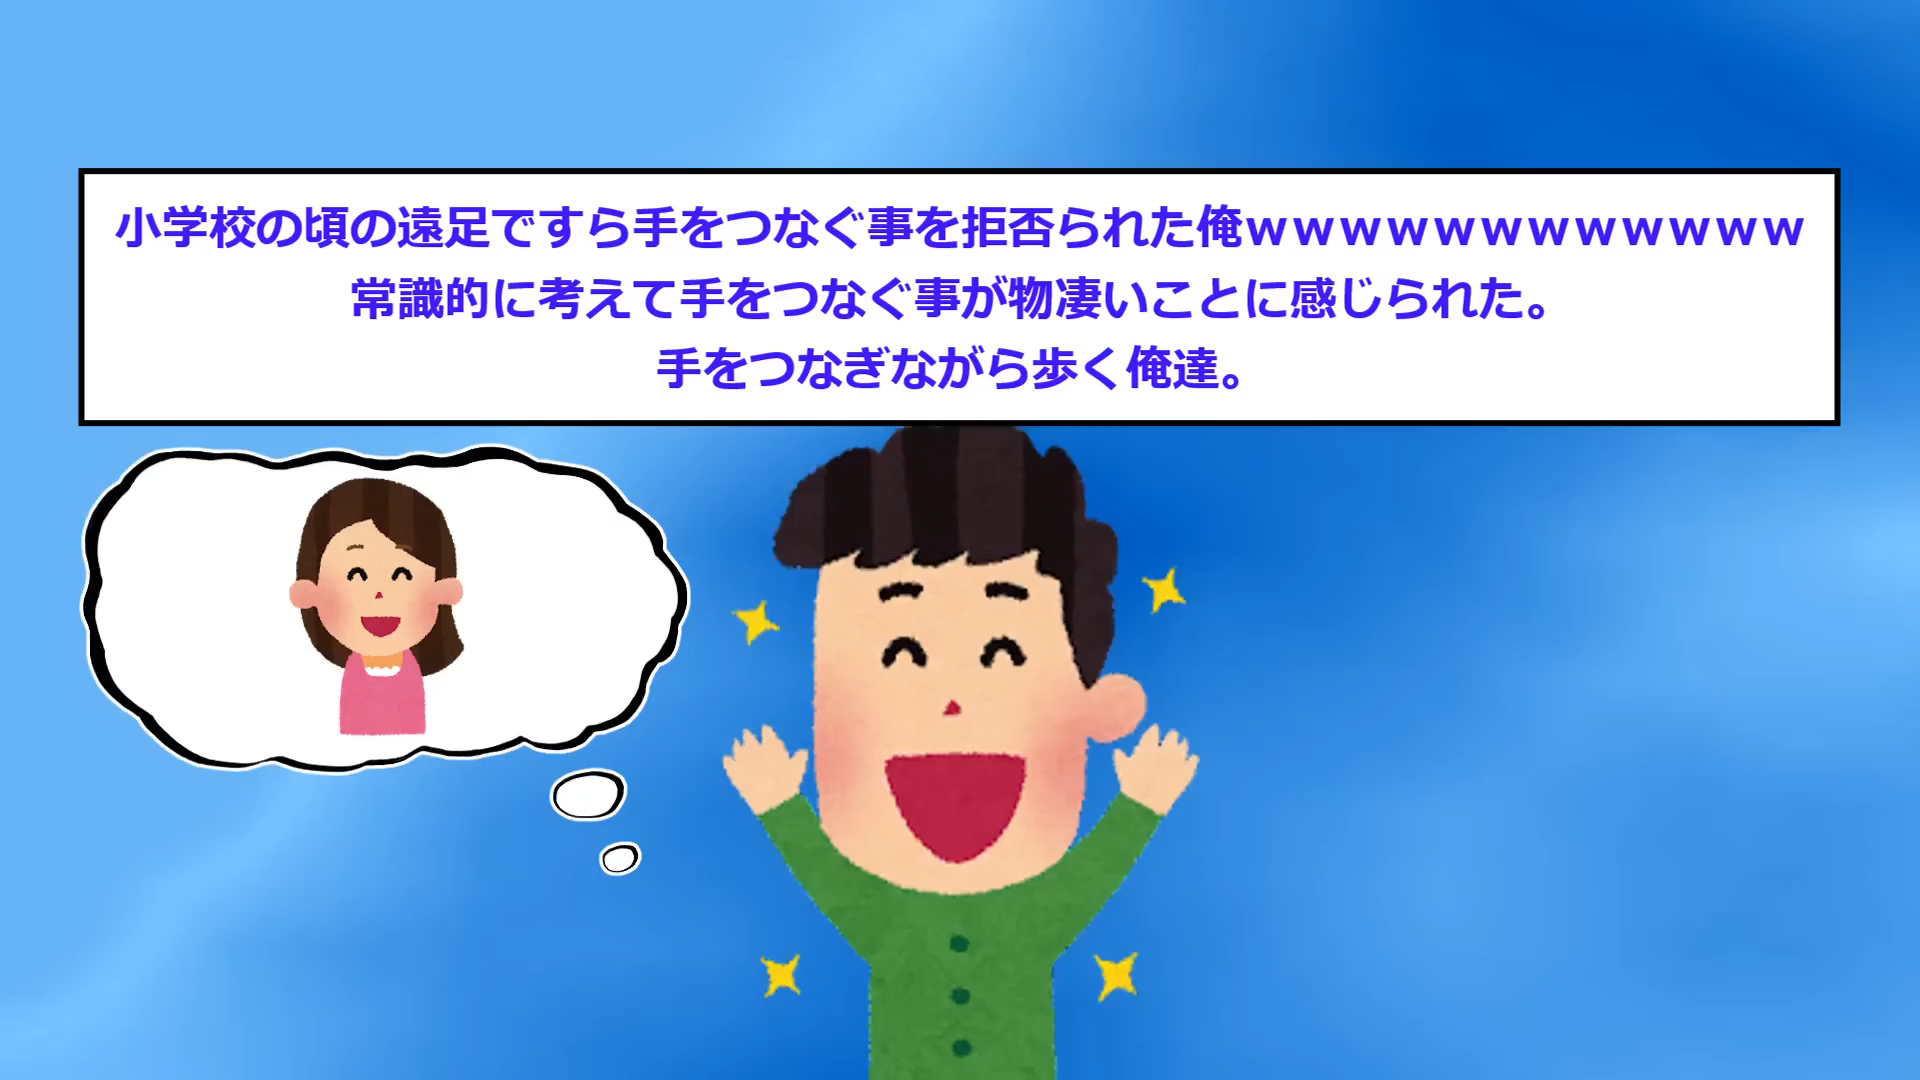 小学校の頃の遠足ですら手をつなぐ事を拒否られた俺ｗｗｗｗｗｗｗｗｗｗｗｗ
常識的に考えて手をつなぐ事が物凄いことに感じられた。
手をつなぎながら歩く俺達。